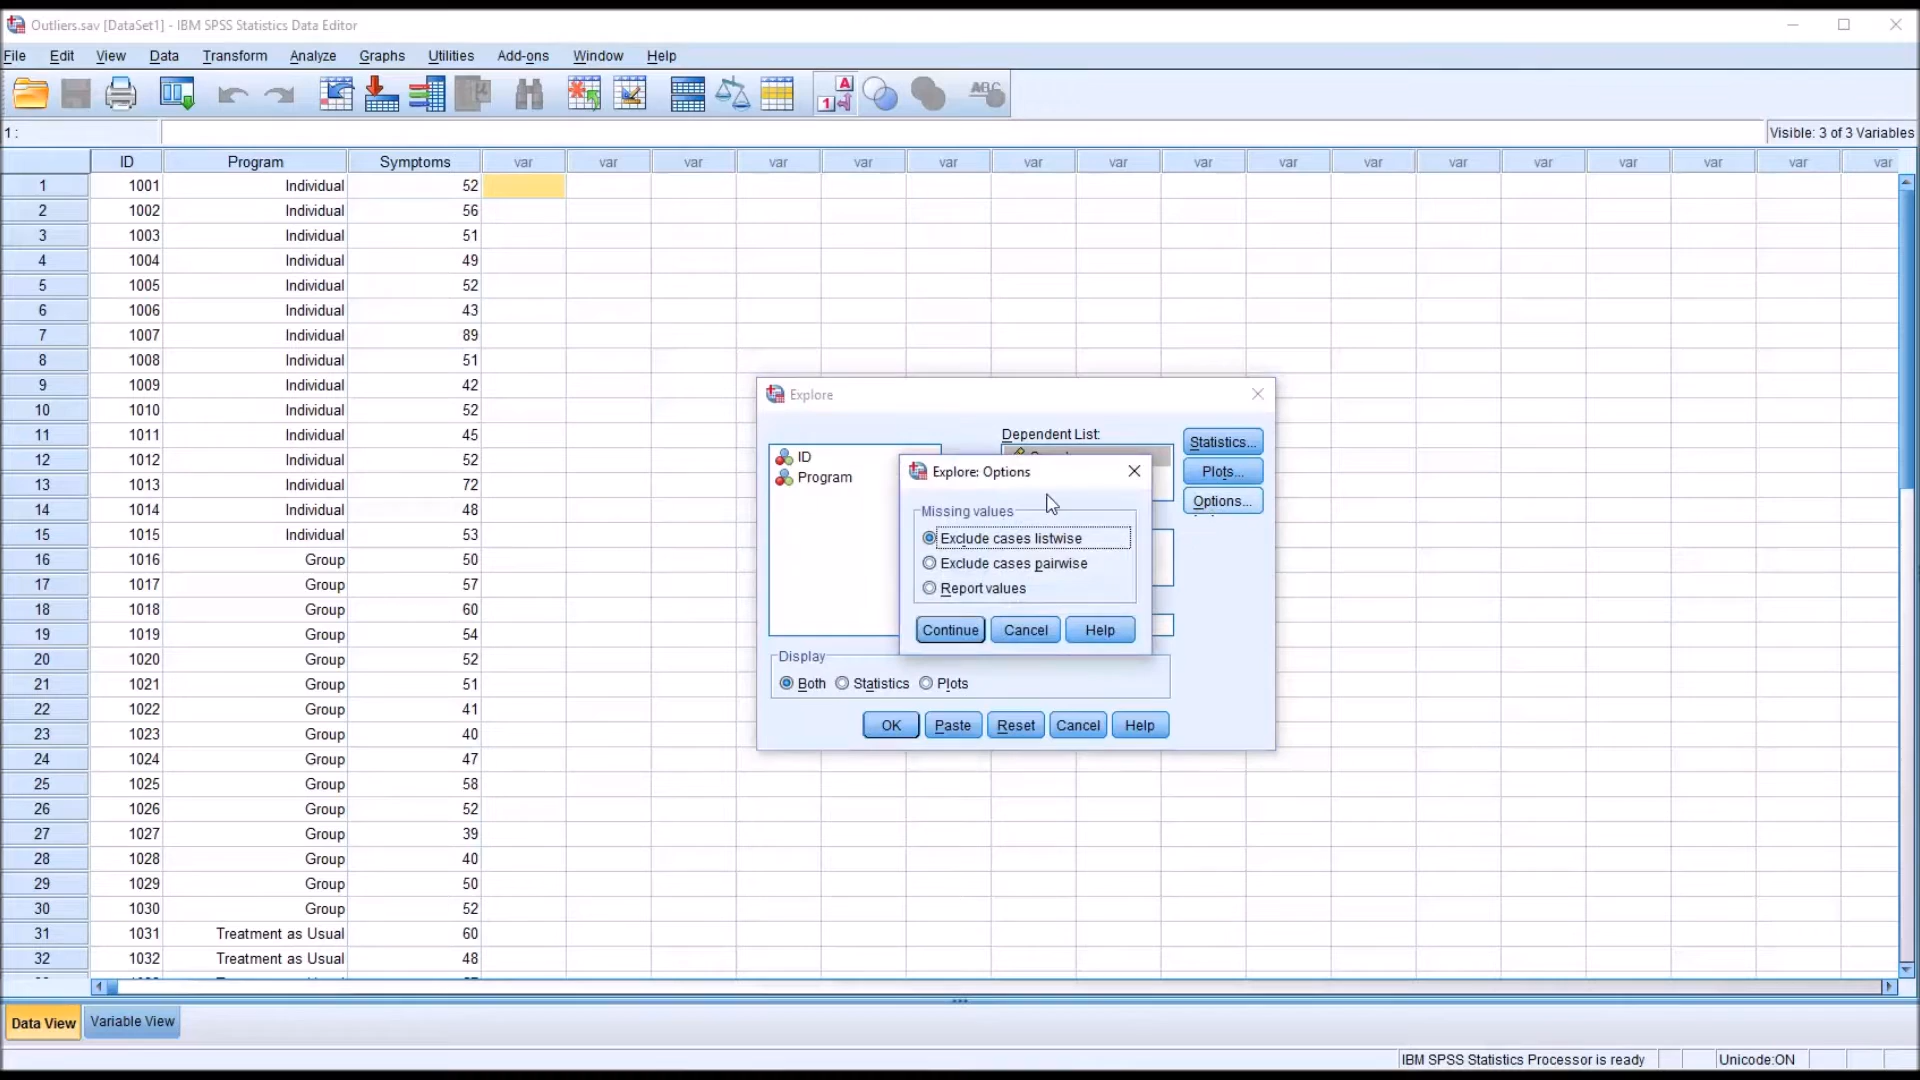 Outliers.sav [DataSet1] - IBM SPSS Statistics Data Editor
File Edit View Data Transform Analyze Graphs Utilities Add-ons Window Help
1 :
Visible: 3 of 3 Variables
ID Program Symptoms var var var var var var var var var var var var var var var var var
1 1001 Individual 52
2 1002 Individual 56
3 1003 Individual 51
4 1004 Individual 49
5 1005 Individual 52
6 1006 Individual 43
7 1007 Individual 89
8 1008 Individual 51
9 1009 Individual 42
10 1010 Individual 52
11 1011 Individual 45
12 1012 Individual 52
13 1013 Individual 72
14 1014 Individual 48
15 1015 Individual 53
16 1016 Group 50
17 1017 Group 57
18 1018 Group 60
19 1019 Group 54
20 1020 Group 52
21 1021 Group 51
22 1022 Group 41
23 1023 Group 40
24 1024 Group 47
25 1025 Group 58
26 1026 Group 52
27 1027 Group 39
28 1028 Group 40
29 1029 Group 50
30 1030 Group 52
31 1031 Treatment as Usual 60
32 1032 Treatment as Usual 48
Explore
Dependent List:
ID
Program
Statistics...
Plots...
Options...
Explore: Options
Missing values
Exclude cases listwise
Exclude cases pairwise
Report values
Continue Cancel Help
Display
Both Statistics Plots
OK Paste Reset Cancel Help
Data View Variable View
IBM SPSS Statistics Processor is ready
Unicode:ON